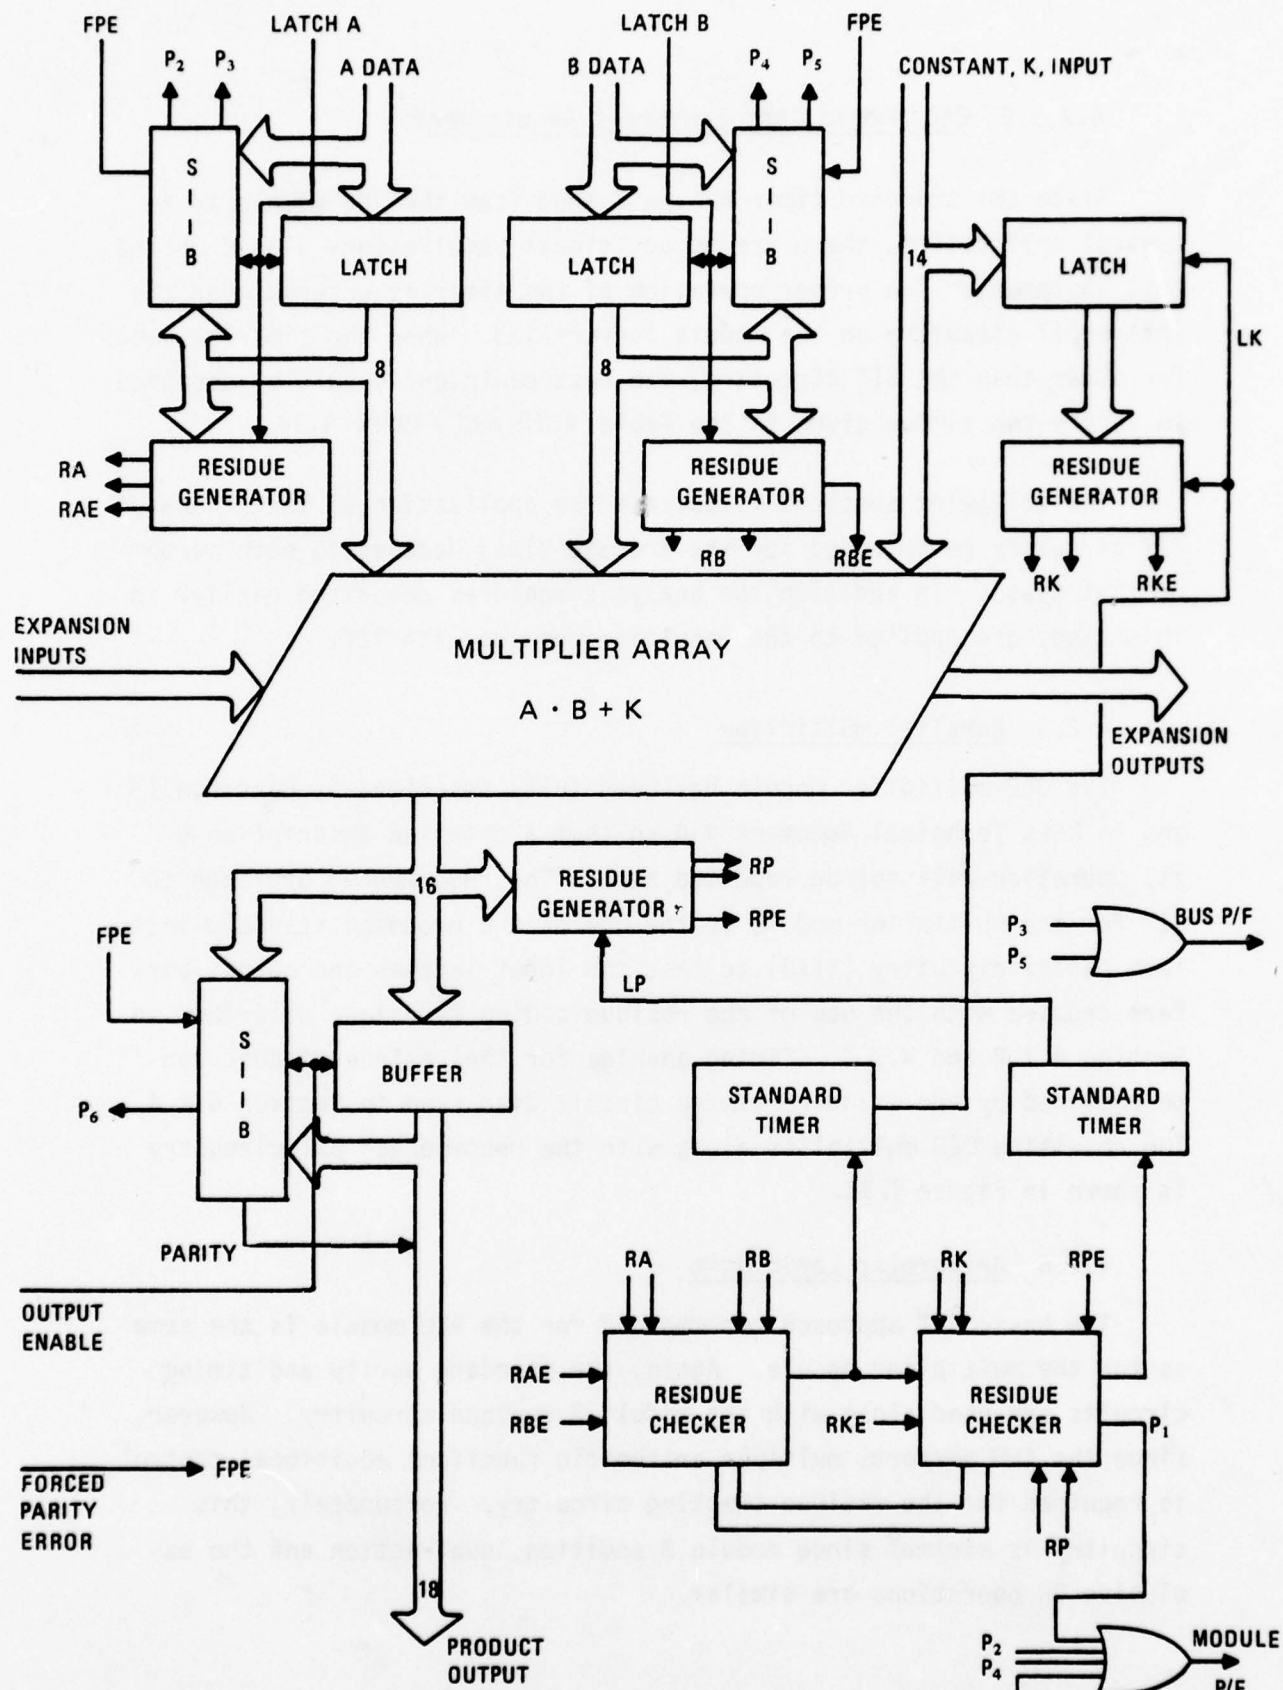 FPE
LATCH A
LATCH B
FPE
P2
P3
A DATA
B DATA
P4
P5
CONSTANT, K, INPUT
S
I
B
S
I
B
LATCH
LATCH
14
LATCH
LK
8
8
RA
RAE
RESIDUE
GENERATOR
RESIDUE
GENERATOR
RESIDUE
GENERATOR
RB
RBE
RK
RKE
EXPANSION
INPUTS
MULTIPLIER ARRAY
A · B + K
EXPANSION
OUTPUTS
16
RESIDUE
GENERATOR
RP
RPE
FPE
P3
P5
BUS P/F
LP
S
I
B
BUFFER
P6
STANDARD
TIMER
STANDARD
TIMER
PARITY
OUTPUT
ENABLE
RA
RB
RK
RPE
RAE
RBE
RESIDUE
CHECKER
RKE
RESIDUE
CHECKER
P1
FORCED
PARITY
ERROR
FPE
RP
18
PRODUCT
OUTPUT
P2
P4
MODULE
P/F